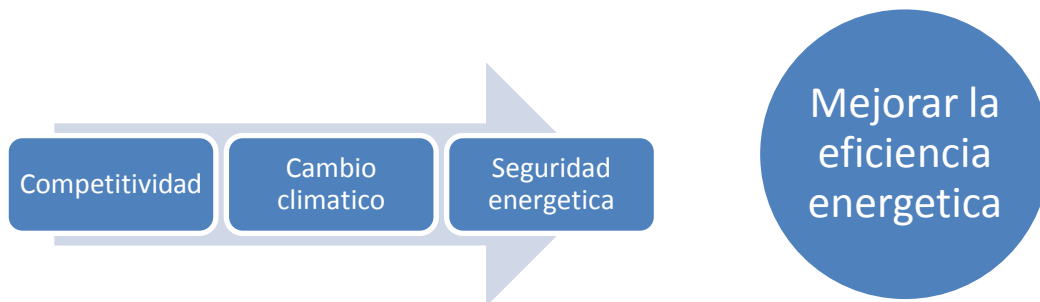 Competitividad
Cambio
climatico
Seguridad
energetica
Mejorar la
eficiencia
energetica